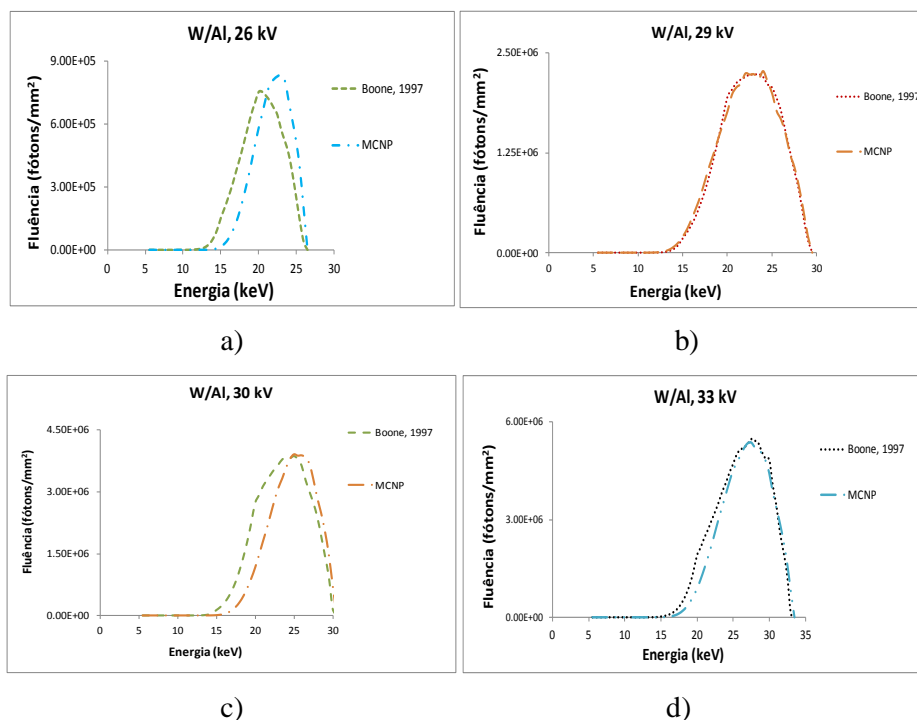 W/Al, 26 kV
Fluência (fótons/mm²)
9.00E+05
6.00E+05
3.00E+05
0.00E+00
0 5 10 15 20 25 30
Energia (keV)
Boone, 1997
MCNP
a)
W/Al, 29 kV
Fluência (fótons/mm²)
2.50E+06
1.25E+06
0.00E+00
0 5 10 15 20 25 30
Energia (keV)
Boone, 1997
MCNP
b)
W/Al, 30 kV
Fluência (fótons/mm²)
4.50E+06
3.00E+06
1.50E+06
0.00E+00
0 5 10 15 20 25 30
Energia (keV)
Boone, 1997
MCNP
c)
W/Al, 33 kV
Fluência (fótons/mm²)
6.00E+06
3.00E+06
0.00E+00
0 5 10 15 20 25 30 35
Energia (keV)
Boone, 1997
MCNP
d)